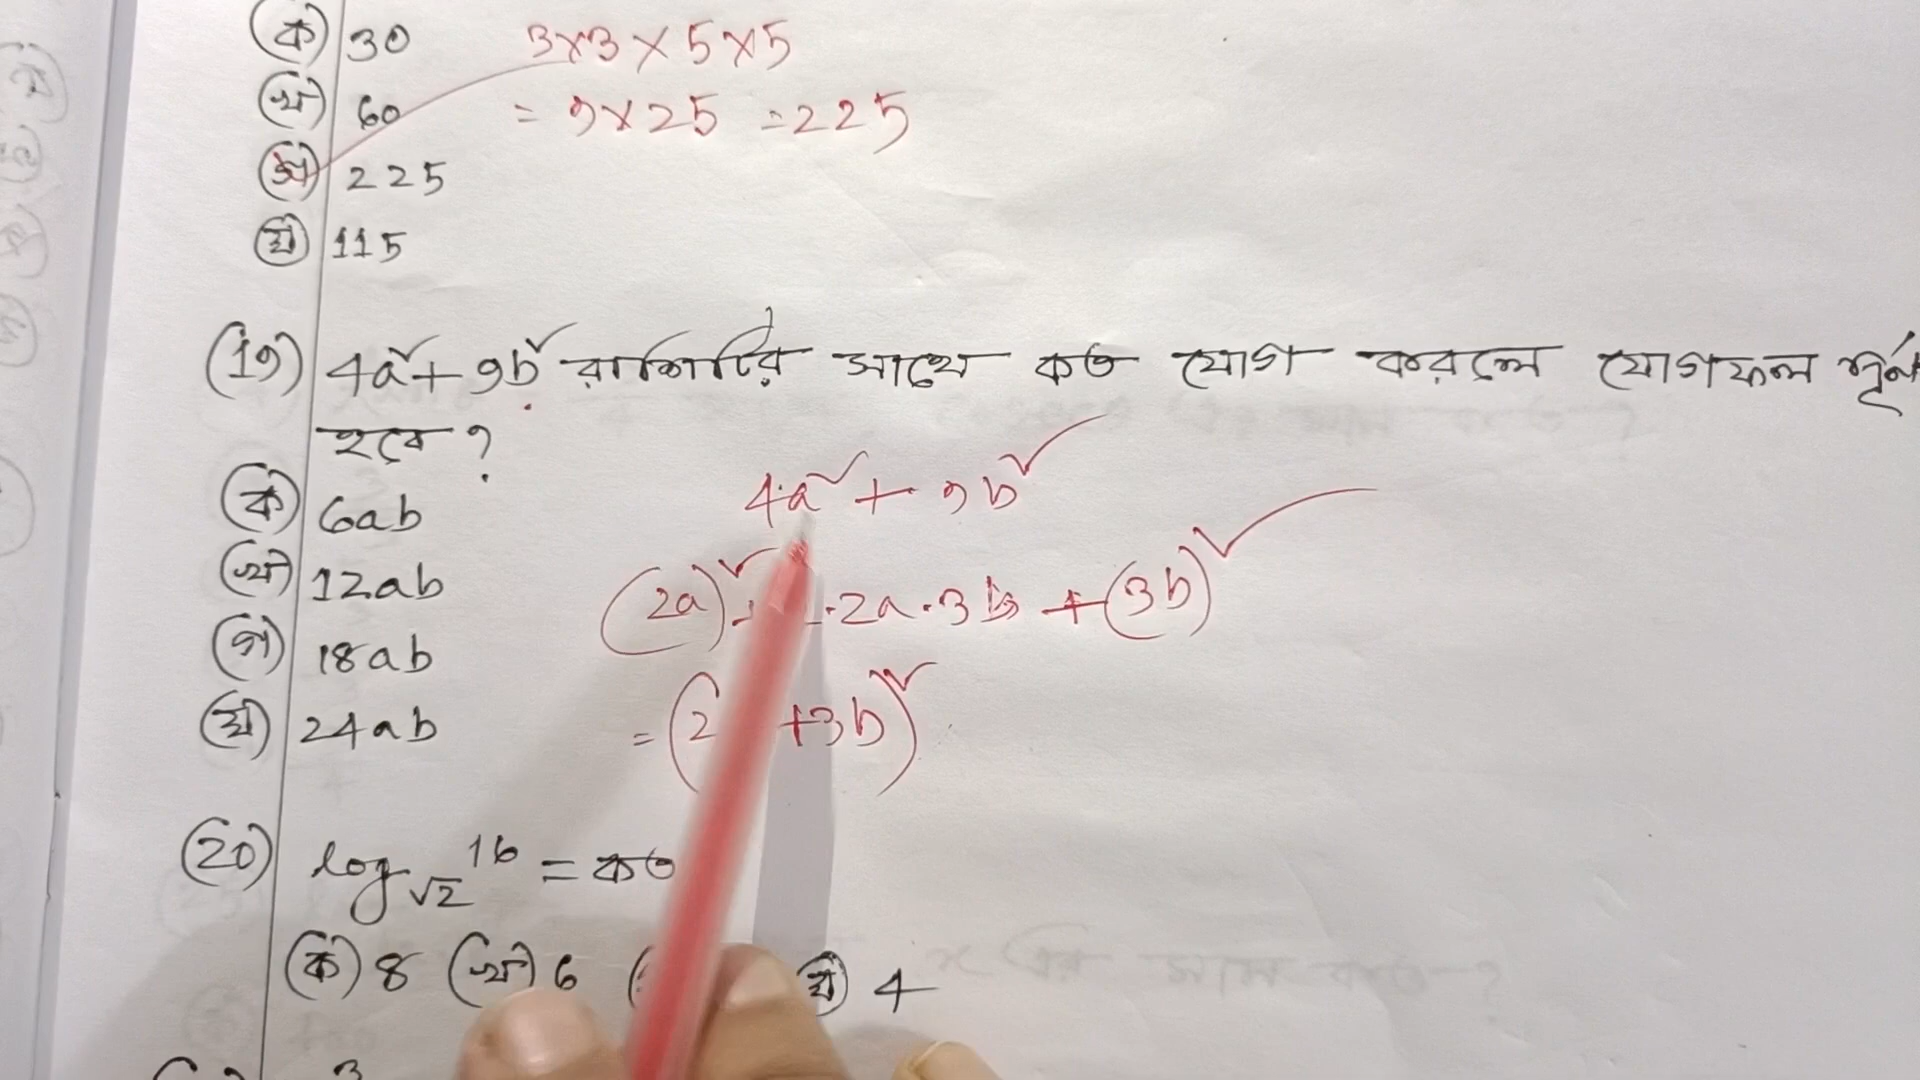 (ক) 30 3×3×5×5
(খ) 60 = 9×25 = 225
(গ) 225
(ঘ) 115
(19) 4a² + 9b² রাশিটির সাথে কত যোগ করলে যোগফল পূর্ণ
হবে?
4a² + 9b²
(ক) 6ab
(খ) 12ab (2a)² + 2·2a·3b + (3b)²
(গ) 18ab
(ঘ) 24ab = (2 +3b)²
(20) log√2 16 = কত
(ক) 8 (খ) 6 (ঘ) 4